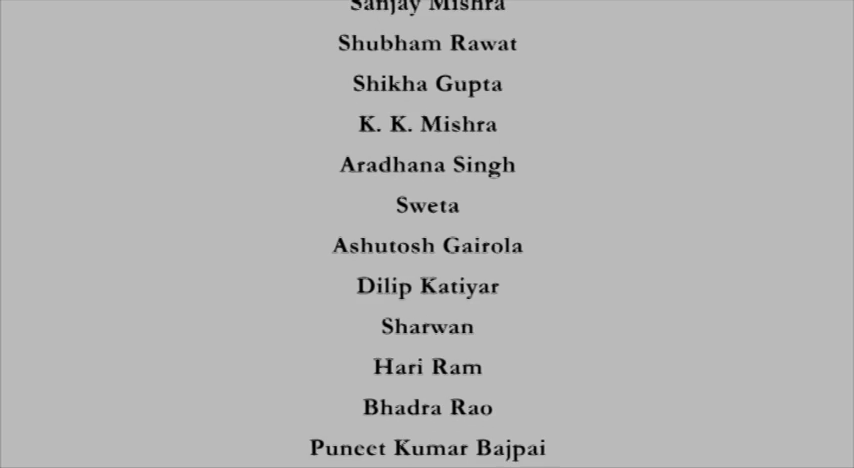 Sanjay Mishra
Shubham Rawat
Shikha Gupta
K. K. Mishra
Aradhana Singh
Sweta
Ashutosh Gairola
Dilip Katiyar
Sharwan
Hari Ram
Bhadra Rao
Puneet Kumar Bajpai